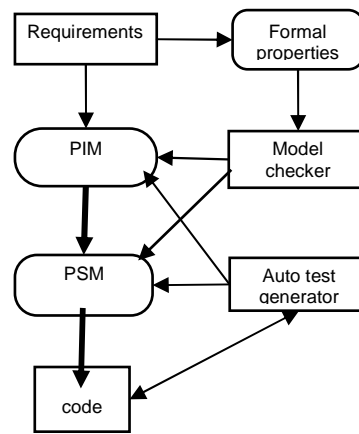 Requirements
Formal
properties
PIM
Model
checker
PSM
Auto test
generator
code